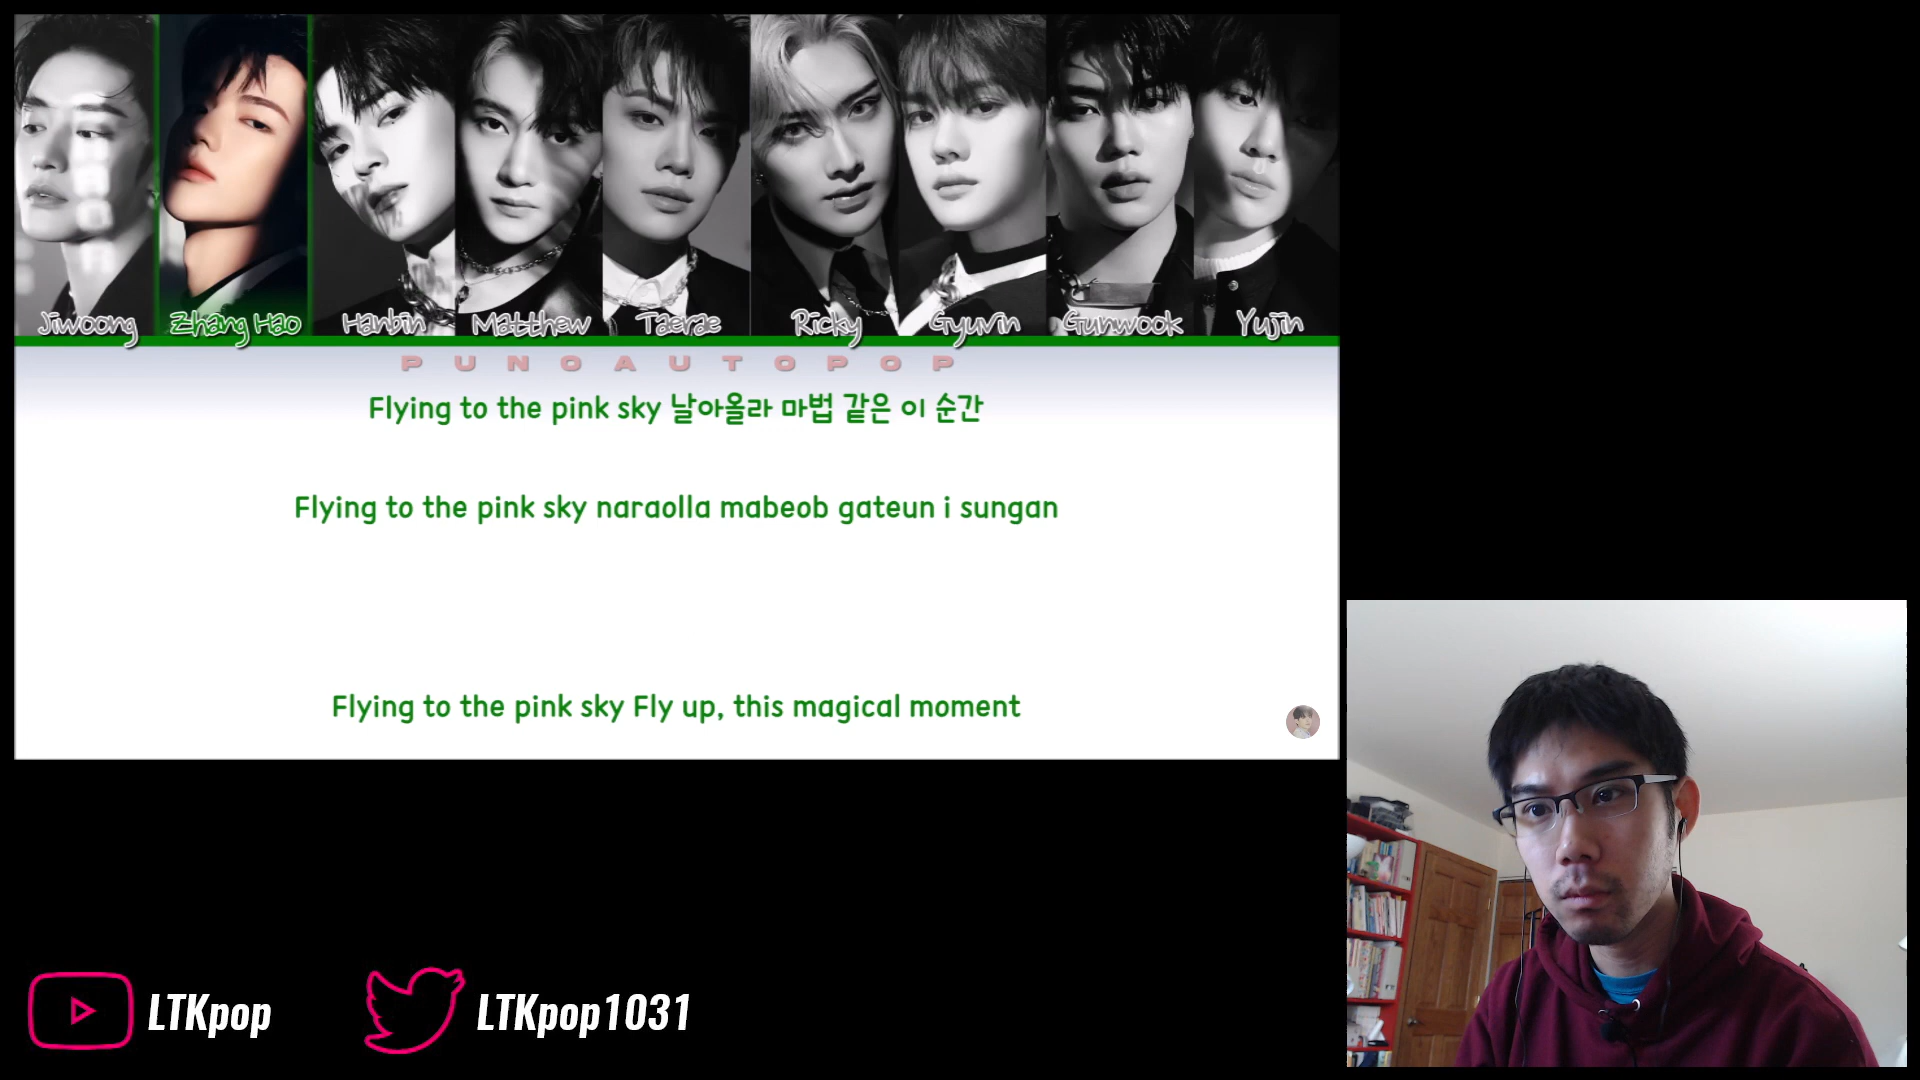 Jiwoong Zhang Hao Hanbin Matthew Taerae Ricky Gyuvin Gunwook Yujin
PUNOAUTOPOP
Flying to the pink sky 날아올라 마법 같은 이 순간
Flying to the pink sky naraolla mabeob gateun i sungan
Flying to the pink sky Fly up, this magical moment
LTKpop LTKpop1031